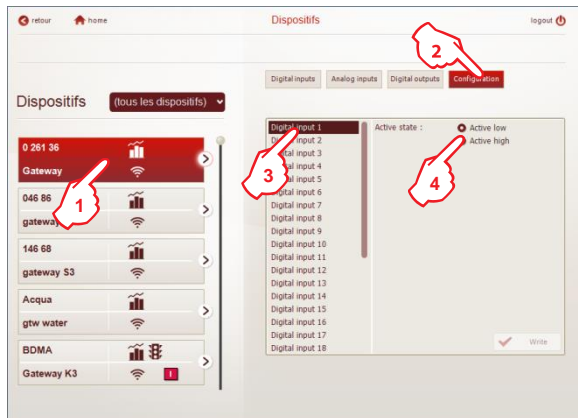 retour
home
Dispositifs
logout
2
Digital inputs
Analog inputs
Digital outputs
Configuration
Dispositifs
(tous les dispositifs)
0 261 36
Gateway
1
046 86
gateway
146 68
gateway S3
Acqua
gtw water
BDMA
Gateway K3
1
Digital input 1
Digital input 2
Digital input 3
Digital input 4
Digital input 5
Digital input 6
Digital input 7
Digital input 8
Digital input 9
Digital input 10
Digital input 11
Digital input 12
Digital input 13
Digital input 14
Digital input 15
Digital input 16
Digital input 17
Digital input 18
3
Active state :
Active low
Active high
4
Write